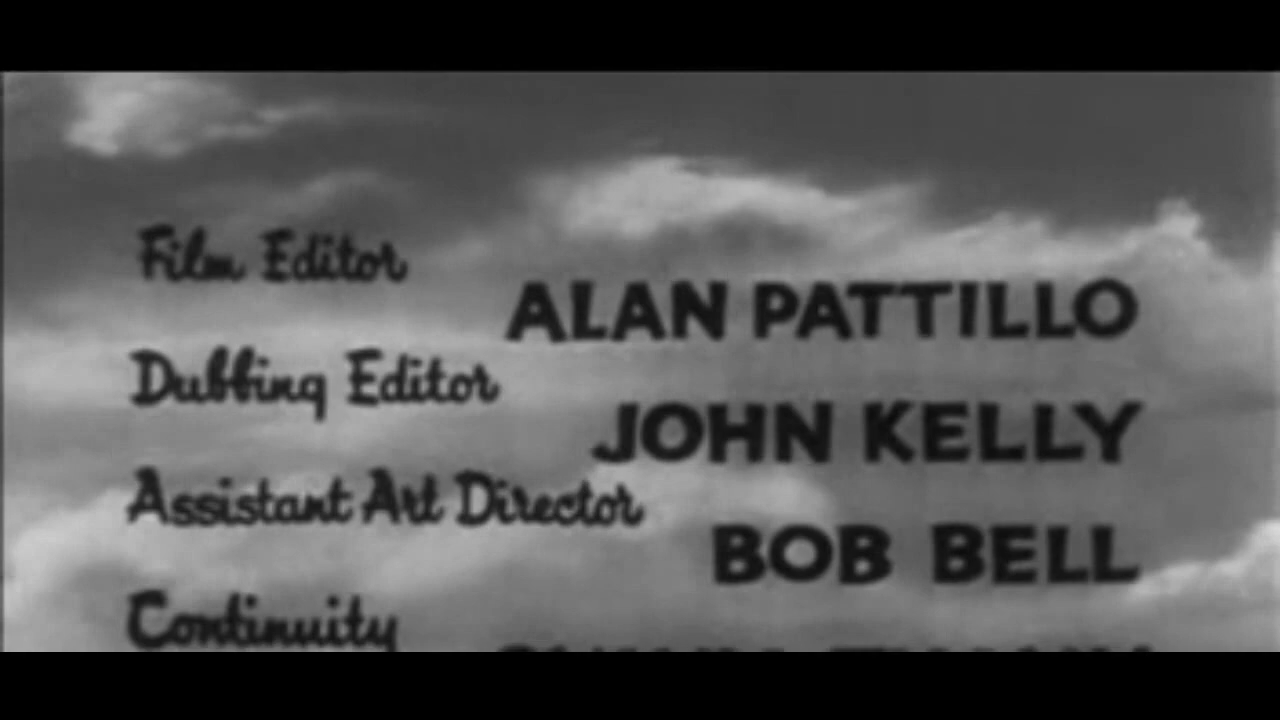 Film Editor
ALAN PATTILLO
Dubbing Editor
JOHN KELLY
Assistant Art Director
BOB BELL
Continuity